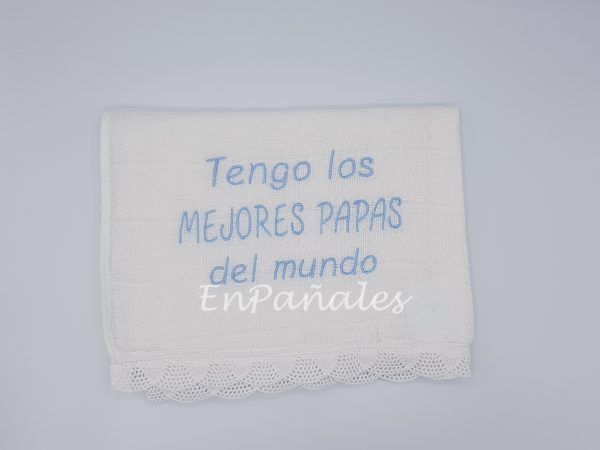 Tengo los
MEJORES PAPAS
del mundo
EnPañales